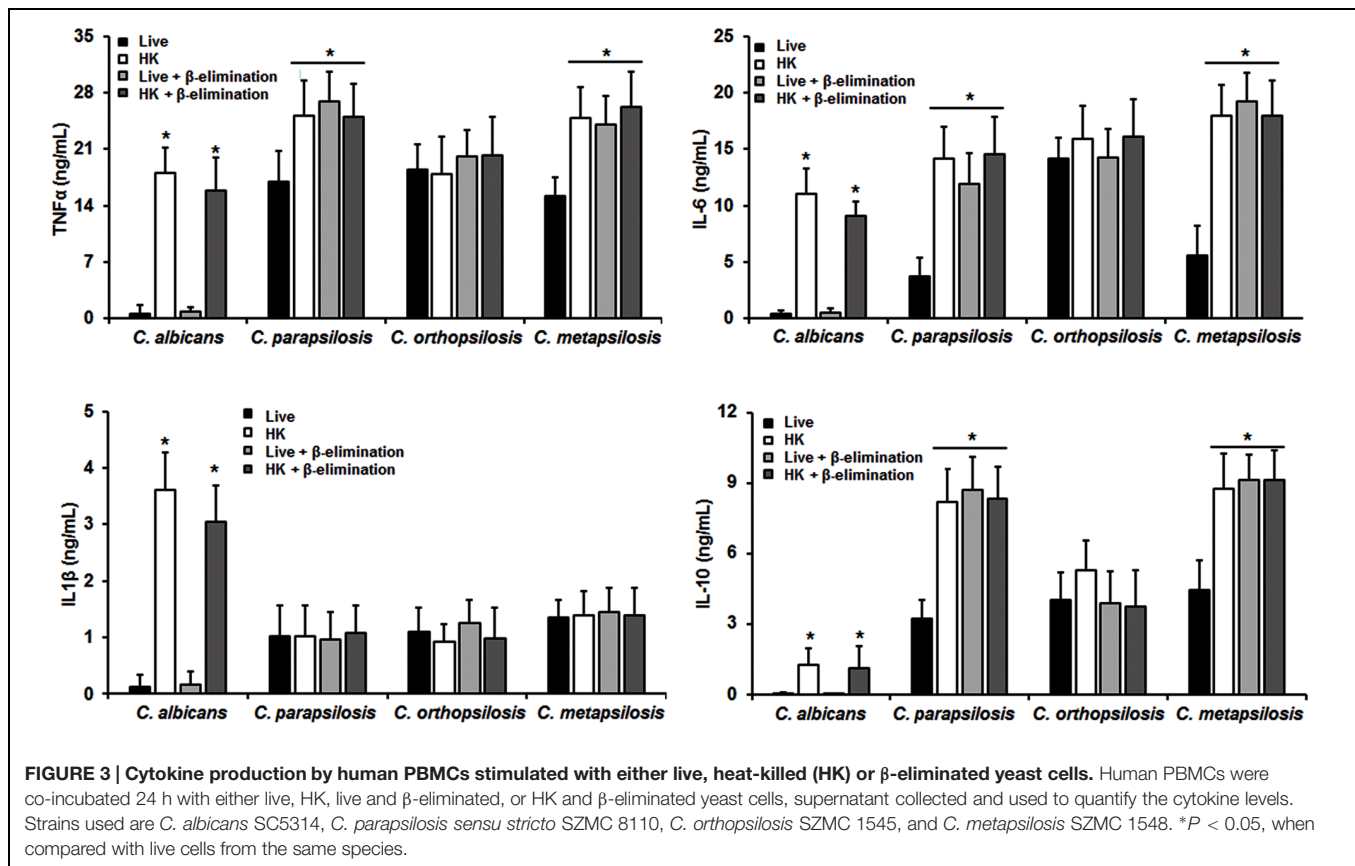 35
28
21
14
7
0
TNFα (ng/mL)
Live
HK
Live + β-elimination
HK + β-elimination
*
*
*
*
C. albicans
C. parapsilosis
C. orthopsilosis
C. metapsilosis
25
20
15
10
5
0
IL-6 (ng/mL)
Live
HK
Live + β-elimination
HK + β-elimination
*
*
*
*
C. albicans
C. parapsilosis
C. orthopsilosis
C. metapsilosis
5
4
3
2
1
0
IL1β (ng/mL)
Live
HK
Live + β-elimination
HK + β-elimination
*
*
C. albicans
C. parapsilosis
C. orthopsilosis
C. metapsilosis
12
9
6
3
0
IL-10 (ng/mL)
Live
HK
Live + β-elimination
HK + β-elimination
*
*
*
*
C. albicans
C. parapsilosis
C. orthopsilosis
C. metapsilosis
FIGURE 3 | Cytokine production by human PBMCs stimulated with either live, heat-killed (HK) or β-eliminated yeast cells. Human PBMCs were
co-incubated 24 h with either live, HK, live and β-eliminated, or HK and β-eliminated yeast cells, supernatant collected and used to quantify the cytokine levels.
Strains used are C. albicans SC5314, C. parapsilosis sensu stricto SZMC 8110, C. orthopsilosis SZMC 1545, and C. metapsilosis SZMC 1548. *P < 0.05, when
compared with live cells from the same species.